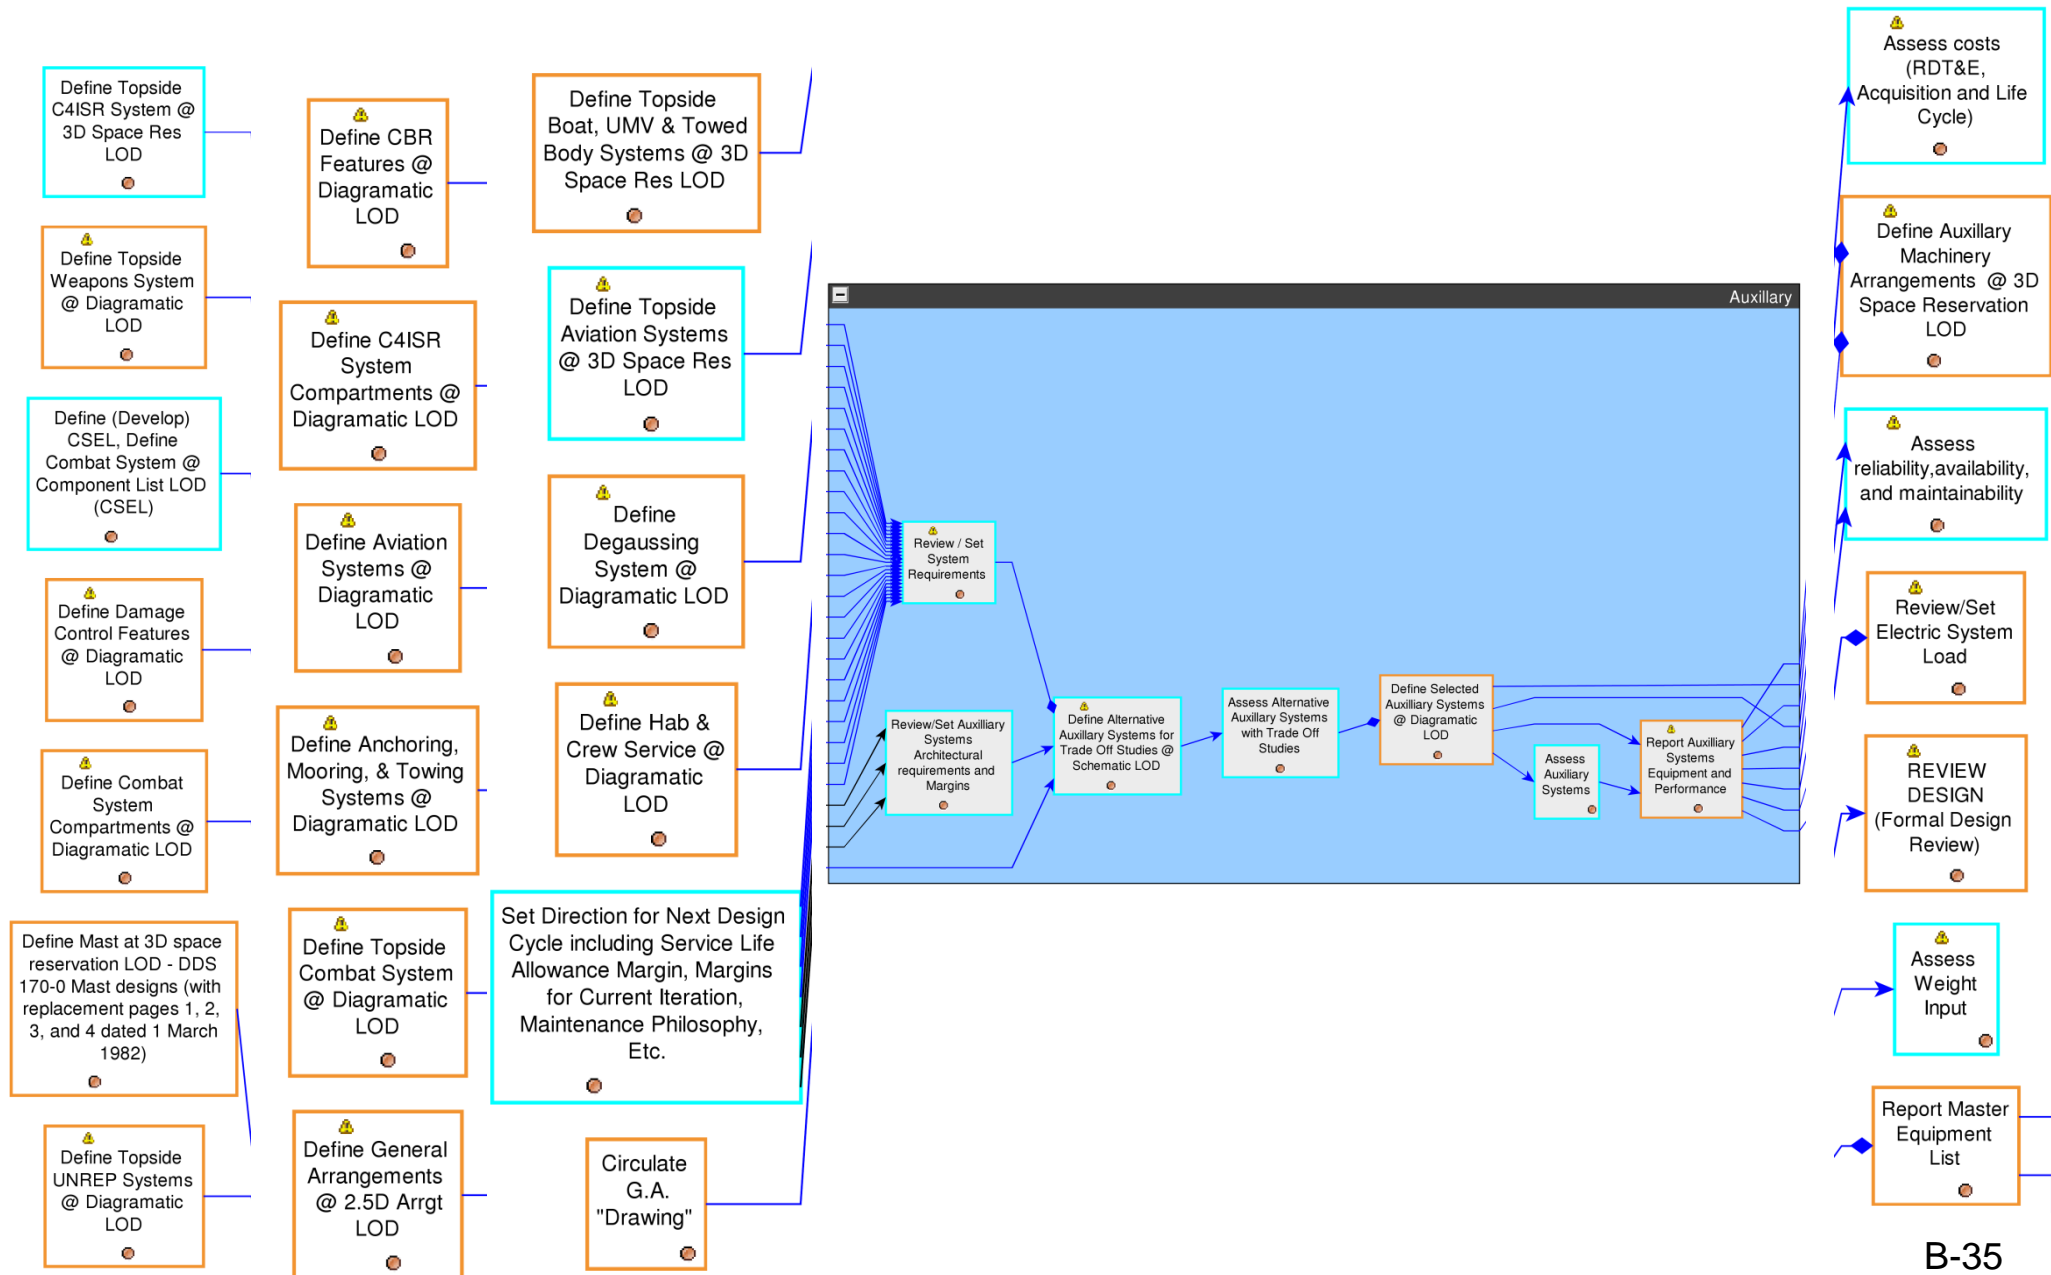 Define Topside
C4ISR System @
3D Space Res
LOD
Define Topside
Weapons System
@ Diagramatic
LOD
Define (Develop)
CSEL, Define
Combat System @
Component List LOD
(CSEL)
Define Damage
Control Features
@ Diagramatic
LOD
Define Combat
System
Compartments @
Diagramatic LOD
Define Mast at 3D space
reservation LOD - DDS
170-0 Mast designs (with
replacement pages 1, 2,
3, and 4 dated 1 March
1982)
Define Topside
UNREP Systems
@ Diagramatic
LOD
Define CBR
Features @
Diagramatic
LOD
Define C4ISR
System
Compartments @
Diagramatic LOD
Define Aviation
Systems @
Diagramatic
LOD
Define Anchoring,
Mooring, & Towing
Systems @
Diagramatic LOD
Define Topside
Combat System
@ Diagramatic
LOD
Define General
Arrangements
@ 2.5D Arrgt
LOD
Define Topside
Boat, UMV & Towed
Body Systems @ 3D
Space Res LOD
Define Topside
Aviation Systems
@ 3D Space Res
LOD
Define
Degaussing
System @
Diagramatic LOD
Define Hab &
Crew Service @
Diagramatic
LOD
Set Direction for Next Design
Cycle including Service Life
Allowance Margin, Margins
for Current Iteration,
Maintenance Philosophy,
Etc.
Circulate
G.A.
"Drawing"
Auxillary
Review / Set
System
Requirements
Review/Set Auxilliary
Systems
Architectural
requirements and
Margins
Define Alternative
Auxillary Systems for
Trade Off Studies @
Schematic LOD
Assess Alternative
Auxillary Systems
with Trade Off
Studies
Define Selected
Auxilliary Systems
@ Diagramatic
LOD
Assess
Auxiliary
Systems
Report Auxilliary
Systems
Equipment and
Performance
Assess costs
(RDT&E,
Acquisition and Life
Cycle)
Define Auxillary
Machinery
Arrangements @ 3D
Space Reservation
LOD
Assess
reliability,availability,
and maintainability
Review/Set
Electric System
Load
REVIEW
DESIGN
(Formal Design
Review)
Assess
Weight
Input
Report Master
Equipment
List
B-35